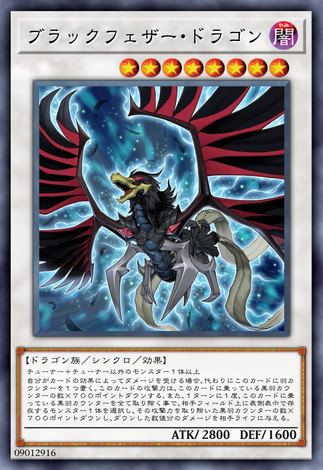 ブラックフェザー・ドラゴン
闇
やみ
【ドラゴン族/シンクロ/効果】
チューナー+チューナー以外のモンスター1体以上
自分がカードの効果によってダメージを受ける場合、代わりにこのカードに黒羽カ
ウンターを1つ置く。このカードの攻撃力は、このカードに乗っている黒羽カウン
ターの数×700ポイントダウンする。また、1ターンに1度、このカードに乗っ
ている黒羽カウンターを全て取り除く事で、相手フィールド上に表側表示で存
在するモンスター1体を選択し、その攻撃力を取り除いた黒羽カウンターの数×
700ポイントダウンし、ダウンした数値分のダメージを相手ライフに与える。
ATK/2800 DEF/1600
09012916